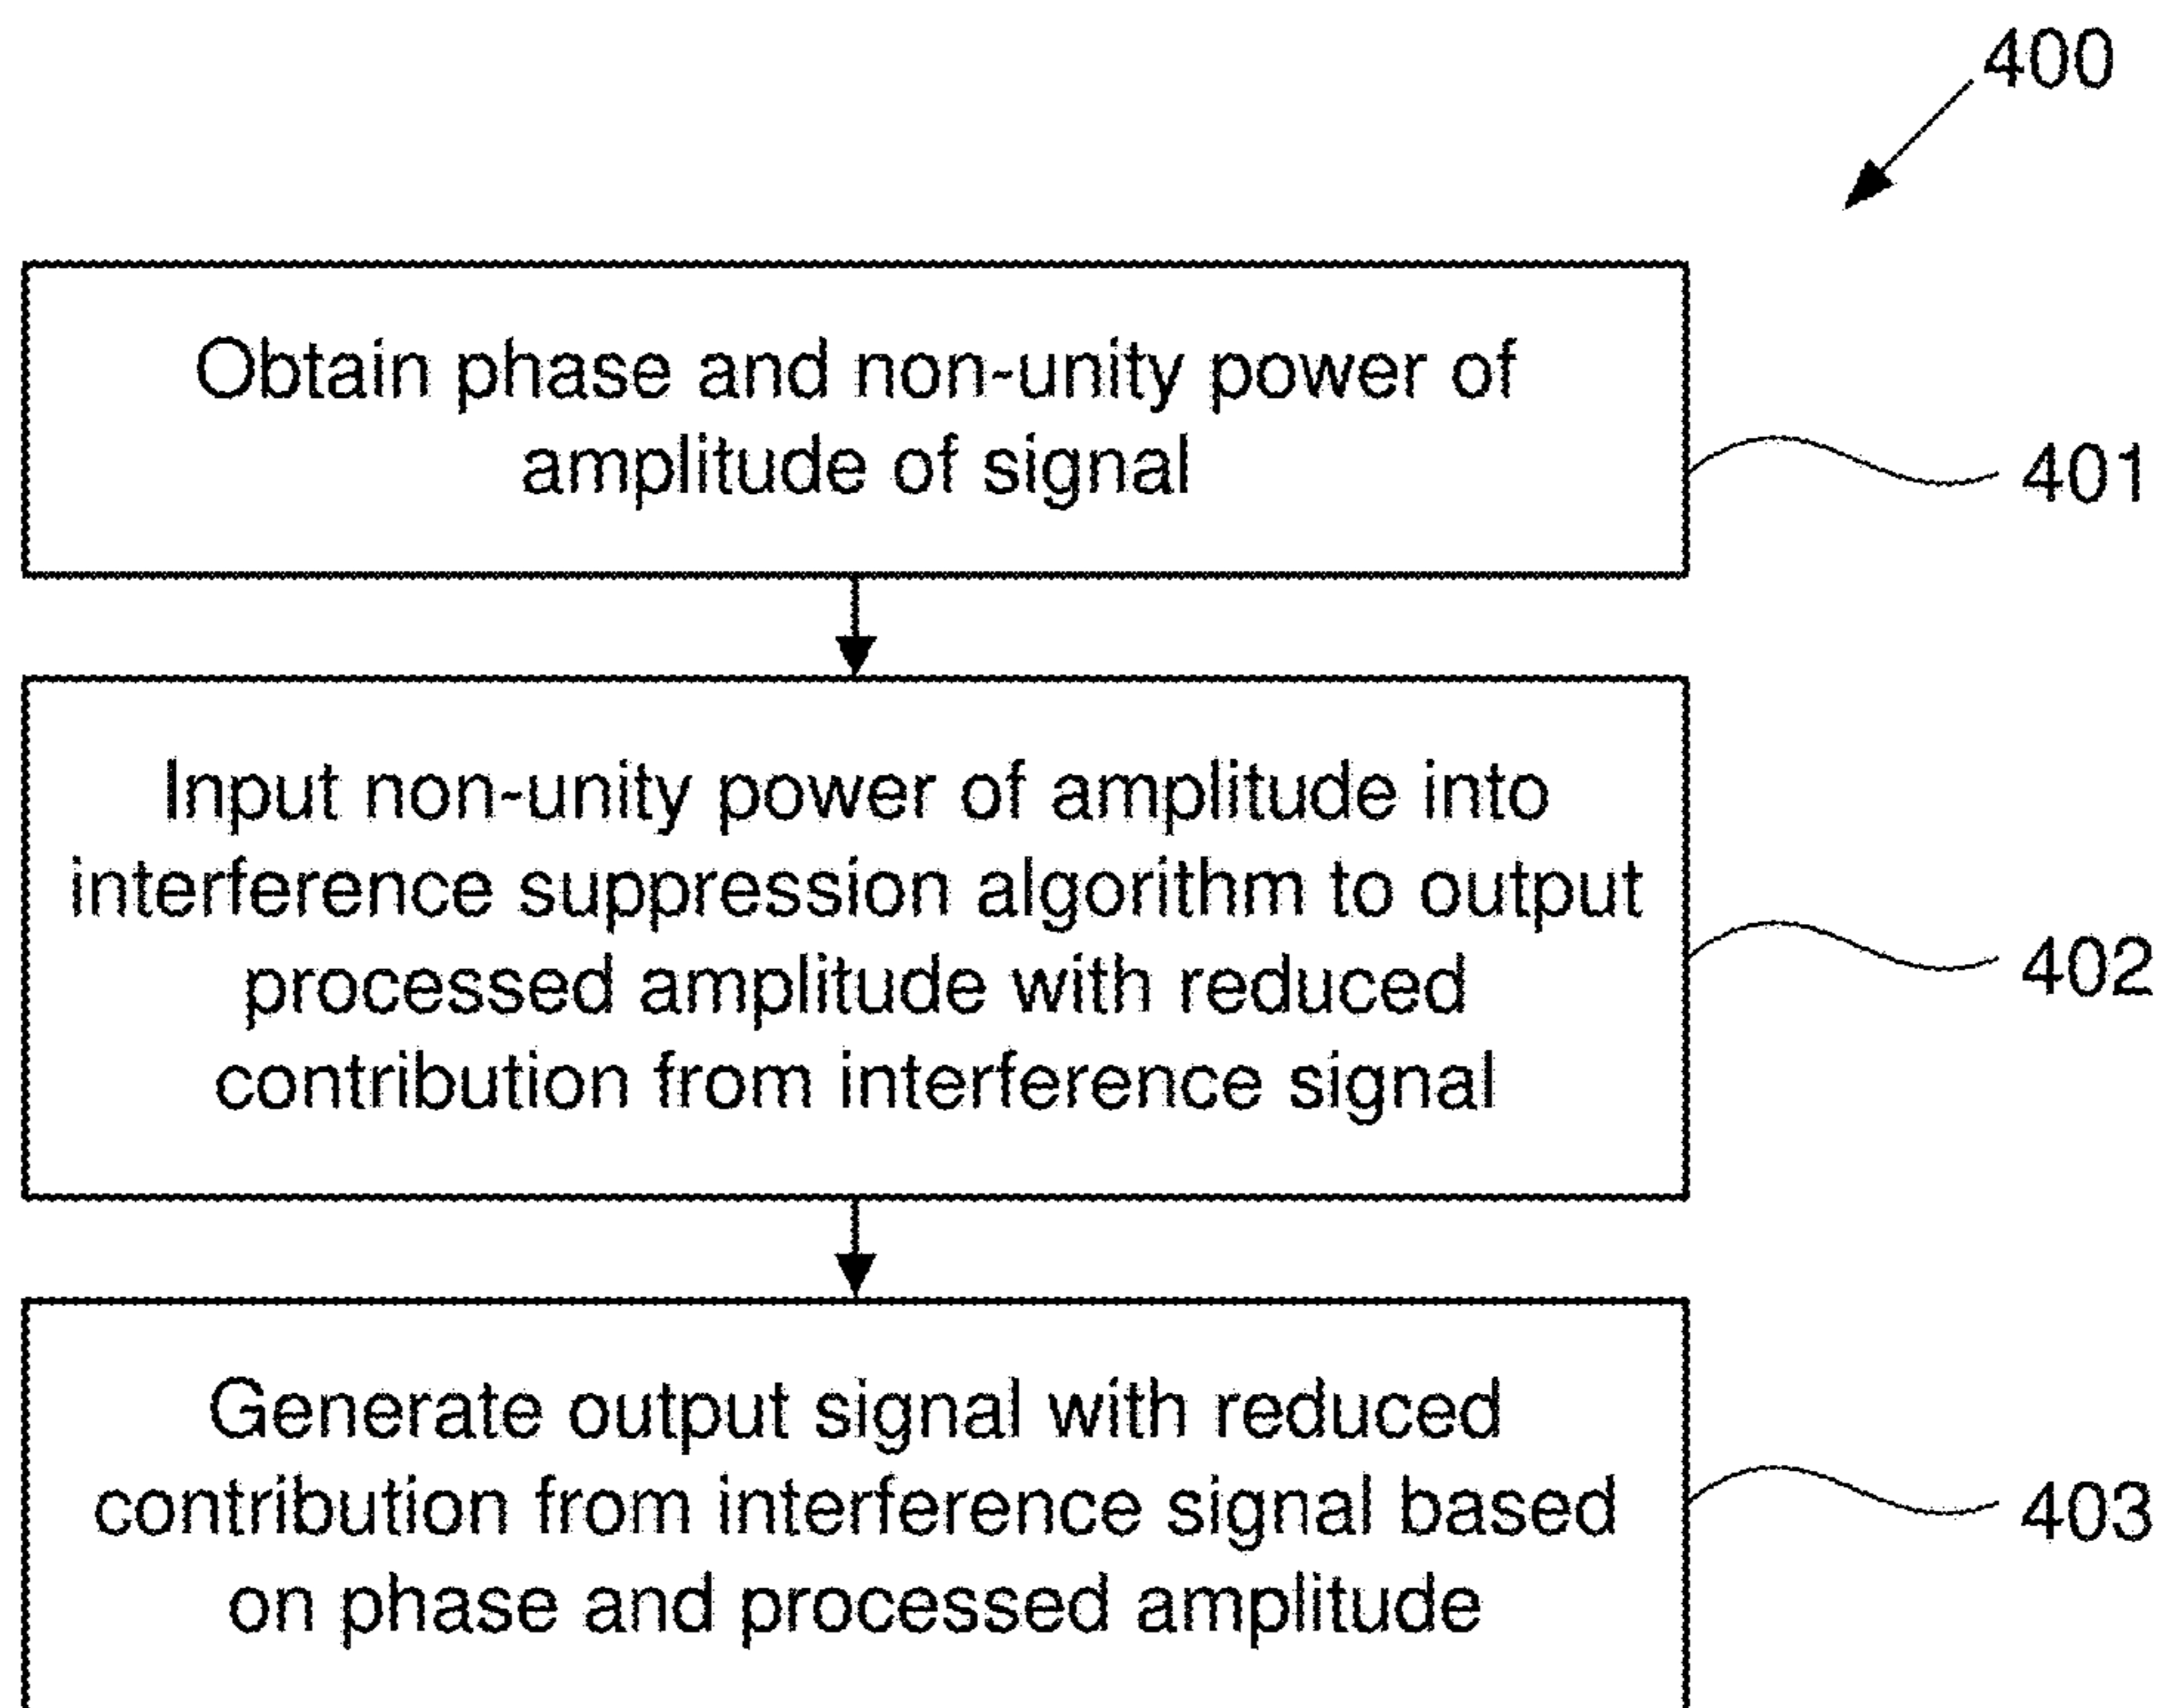 400
Obtain phase and non-unity power of
amplitude of signal
401
Input non-unity power of amplitude into
interference suppression algorithm to output
processed amplitude with reduced
contribution from interference signal
402
Generate output signal with reduced
contribution from interference signal based
on phase and processed amplitude
403